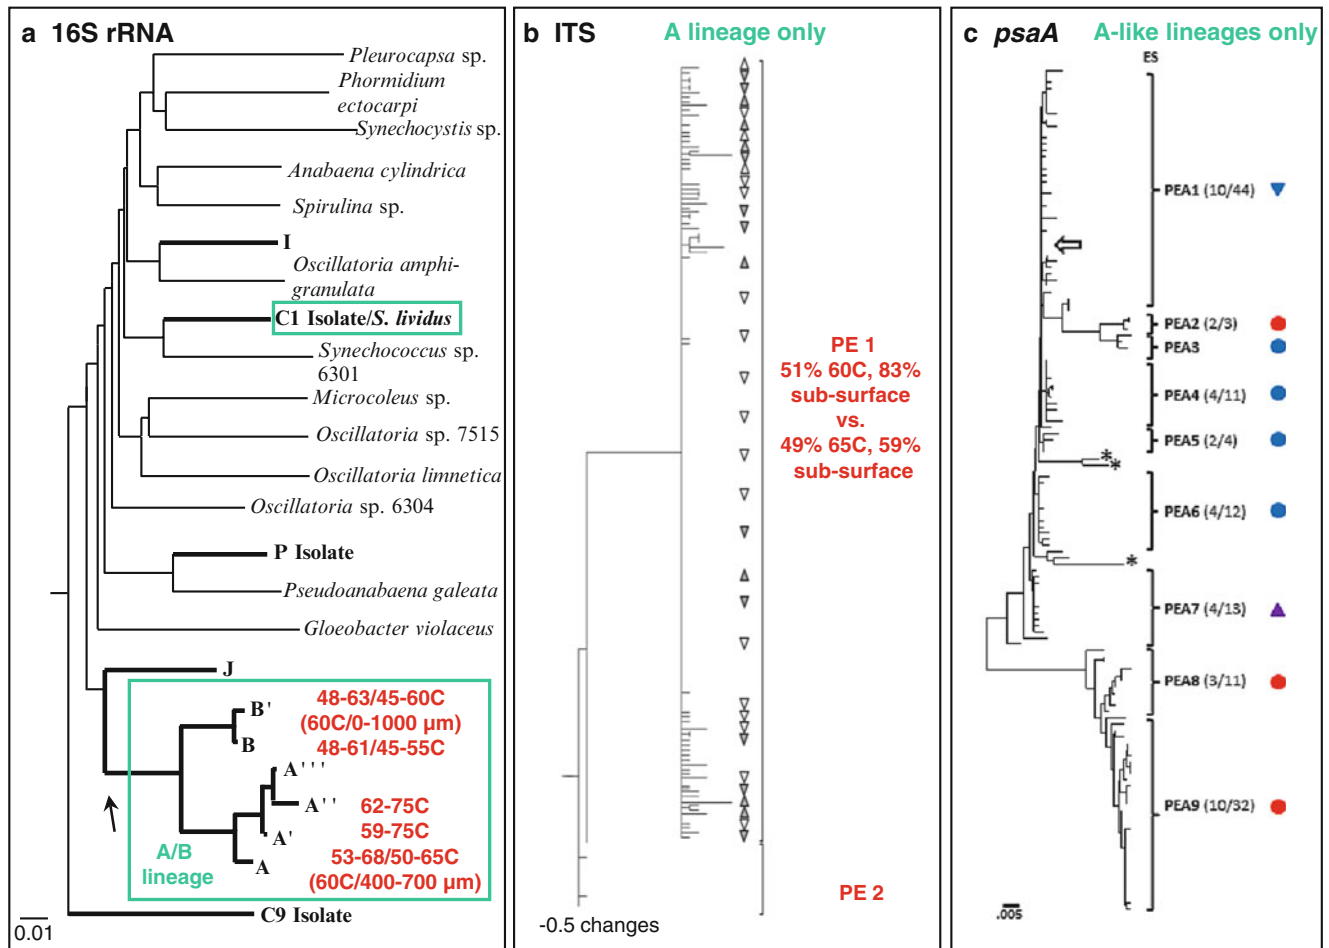 a 16S rRNA
Pleurocapsa sp.
Phormidium
ectocarpi
Synechocystis sp.
Anabaena cylindrica
Spirulina sp.
I
Oscillatoria amphi-
granulata
C1 Isolate/S. lividus
Synechococcus sp.
6301
Microcoleus sp.
Oscillatoria sp. 7515
Oscillatoria limnetica
Oscillatoria sp. 6304
P Isolate
Pseudoanabaena galeata
Gloeobacter violaceus
J
B'
B
48-63/45-60C
(60C/0-1000 µm)
48-61/45-55C
A'''
A''
A'
A
62-75C
59-75C
53-68/50-65C
(60C/400-700 µm)
A/B
lineage
C9 Isolate
0.01
b ITS
A lineage only
PE 1
51% 60C, 83%
sub-surface
vs.
49% 65C, 59%
sub-surface
PE 2
-0.5 changes
c psaA
A-like lineages only
ES
PEA1 (10/44)
PEA2 (2/3)
PEA3
PEA4 (4/11)
PEA5 (2/4)
*
*
PEA6 (4/12)
*
PEA7 (4/13)
PEA8 (3/11)
PEA9 (10/32)
.005